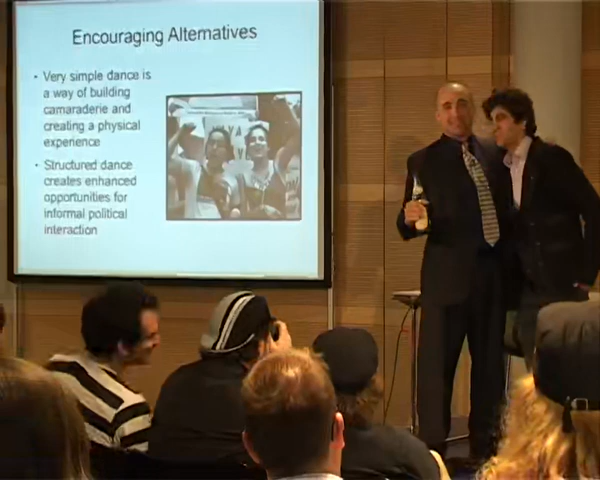 Encouraging Alternatives
• Very simple dance is
a way of building
camaraderie and
creating a physical
experience
• Structured dance
creates enhanced
opportunities for
informal political
interaction